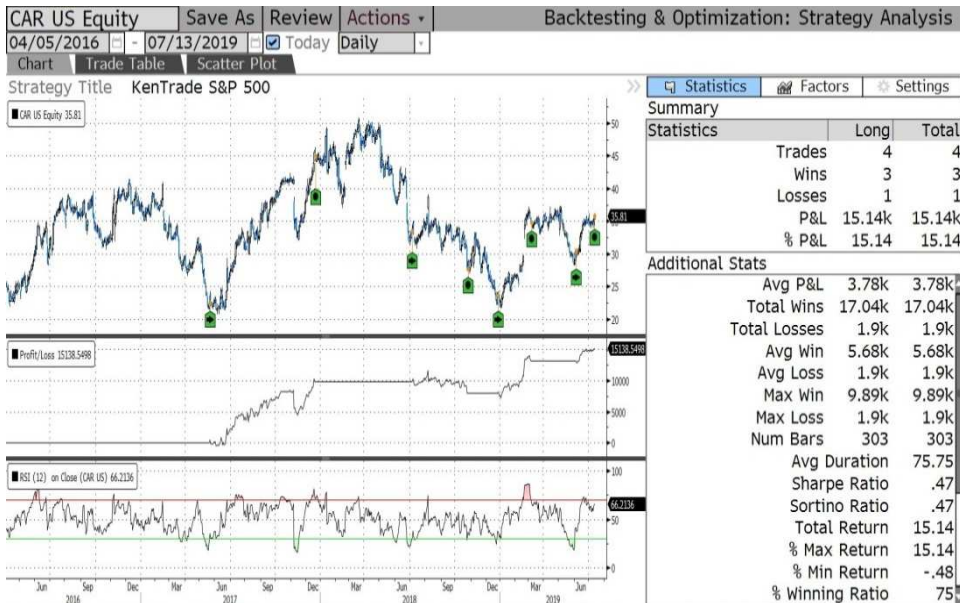 CAR US Equity Save As Review Actions Backtesting & Optimization: Strategy Analysis
04/05/2016 - 07/13/2019 Today Daily
Chart Trade Table Scatter Plot
Strategy Title KenTrade S&P 500
Statistics Factors Settings
CAR US Equity 35.81
50
45
40
35.81
30
25
20
Profit/Loss 15138.5498
15138.5498
10000
5000
0
RSI (12) on Close (CAR US) 66.2136
100
66.2136
50
0
Jun Sep Dec Mar Jun Sep Dec Mar Jun Sep Dec Mar Jun
2016 2017 2018 2019
Summary
Statistics Long Total
Trades 4 4
Wins 3 3
Losses 1 1
P&L 15.14k 15.14k
% P&L 15.14 15.14
Additional Stats
Avg P&L 3.78k 3.78k
Total Wins 17.04k 17.04k
Total Losses 1.9k 1.9k
Avg Win 5.68k 5.68k
Avg Loss 1.9k 1.9k
Max Win 9.89k 9.89k
Max Loss 1.9k 1.9k
Num Bars 303 303
Avg Duration 75.75
Sharpe Ratio .47
Sortino Ratio .47
Total Return 15.14
% Max Return 15.14
% Min Return -.48
% Winning Ratio 75